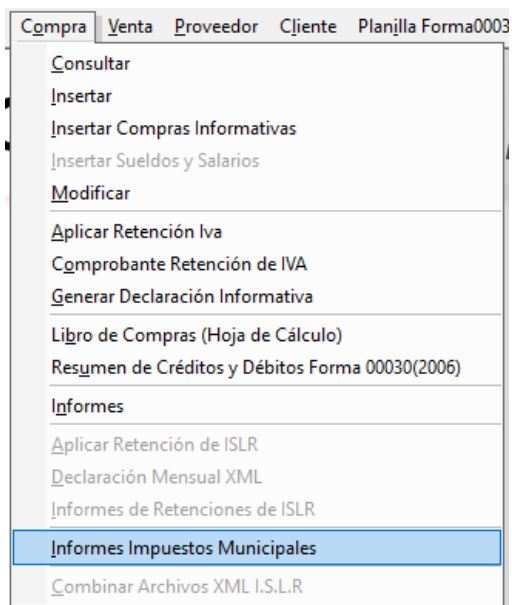 Compra Venta Proveedor Cliente Planilla Forma0003
Consultar
Insertar
Insertar Compras Informativas
Insertar Sueldos y Salarios
Modificar
Aplicar Retención Iva
Comprobante Retención de IVA
Generar Declaración Informativa
Libro de Compras (Hoja de Cálculo)
Resumen de Créditos y Débitos Forma 00030(2006)
Informes
Aplicar Retención de ISLR
Declaración Mensual XML
Informes de Retenciones de ISLR
Informes Impuestos Municipales
Combinar Archivos XML I.S.L.R